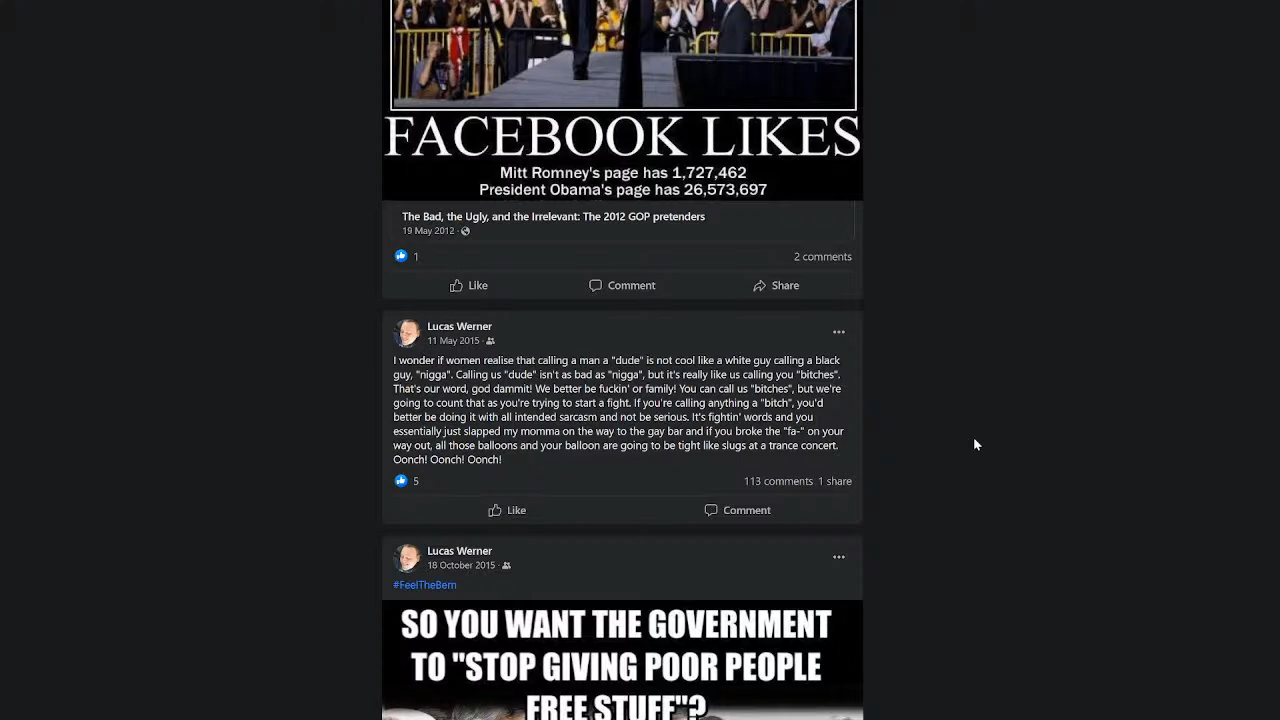 FACEBOOK LIKES
Mitt Romney's page has 1,727,462
President Obama's page has 26,573,697
The Bad, the Ugly, and the Irrelevant: The 2012 GOP pretenders
19 May 2012 ·
1 2 comments
Like Comment Share
Lucas Werner
11 May 2015 ·
I wonder if women realise that calling a man a "dude" is not cool like a white guy calling a black
guy, "nigga". Calling us "dude" isn't as bad as "nigga", but it's really like us calling you "bitches".
That's our word, god dammit! We better be fuckin' or family! You can call us "bitches", but we're
going to count that as you're trying to start a fight. If you're calling anything a "bitch", you'd
better be doing it with all intended sarcasm and not be serious. It's fightin' words and you
essentially just slapped my momma on the way to the gay bar and if you broke the "fa-" on your
way out, all those balloons and your balloon are going to be tight like slugs at a trance concert.
Oonch! Oonch! Oonch!
5 113 comments 1 share
Like Comment
Lucas Werner
18 October 2015 ·
#FeelTheBern
SO YOU WANT THE GOVERNMENT
TO "STOP GIVING POOR PEOPLE
FREE STUFF"?